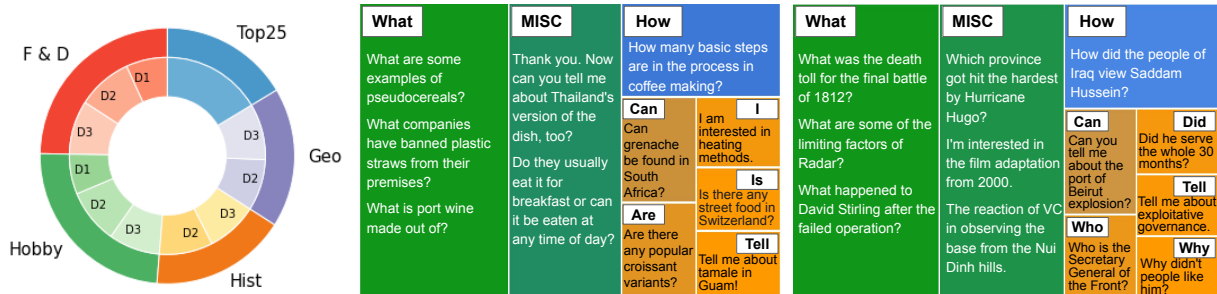 Top25
F & D
D1
D2
D3
D3
D2
Geo
D1
D2
D3
D2
D3
Hobby
Hist
What
What are some
examples of
pseudocereals?
What companies
have banned plastic
straws from their
premises?
What is port wine
made out of?
MISC
Thank you. Now
can you tell me
about Thailand's
version of the
dish, too?
Do they usually
eat it for
breakfast or can
it be eaten at
any time of day?
How
How many basic steps
are in the process in
coffee making?
Can
Can
grenache
be found in
South
Africa?
Are
Are there
any popular
croissant
variants?
I
I am
interested in
heating
methods.
Is
Is there any
street food in
Switzerland?
Tell
Tell me about
tamale in
Guam!
What
What was the death
toll for the final battle
of 1812?
What are some of the
limiting factors of
Radar?
What happened to
David Stirling after the
failed operation?
MISC
Which province
got hit the hardest
by Hurricane
Hugo?
I'm interested in
the film adaptation
from 2000.
The reaction of VC
in observing the
base from the Nui
Dinh hills.
How
How did the people of
Iraq view Saddam
Hussein?
Can
Can you
tell me
about the
port of
Beirut
explosion?
Who
Who is the
Secretary
General of
the Front?
Did
Did he serve
the whole 30
months?
Tell
Tell me about
exploitative
governance.
Why
Why didn't
people like
him?